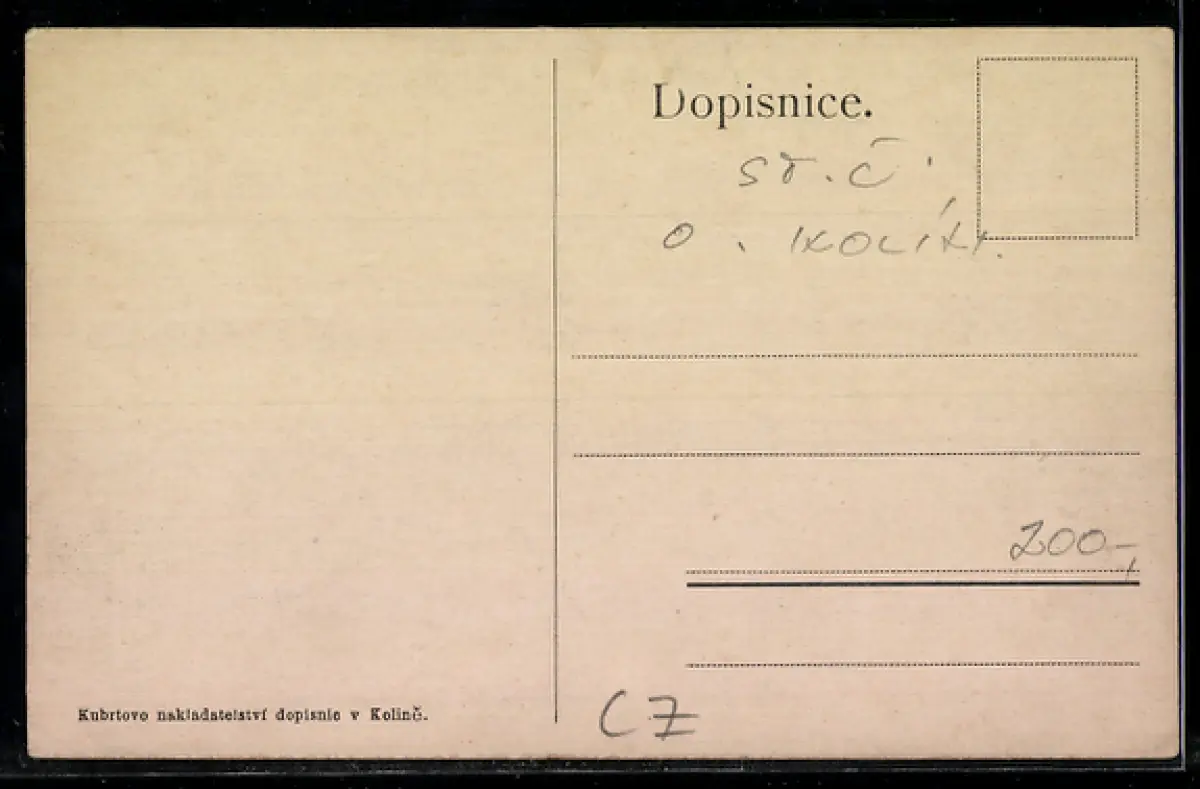 Dopisnice.
ST. Č.
O. KOLÍN.
200,-
Kubrtovo nakladatelství dopisnic v Kolíně.
CZ